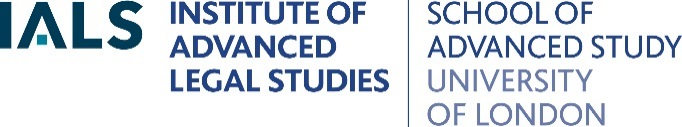 IALS
INSTITUTE OF
ADVANCED
LEGAL STUDIES
SCHOOL OF
ADVANCED STUDY
UNIVERSITY
OF LONDON